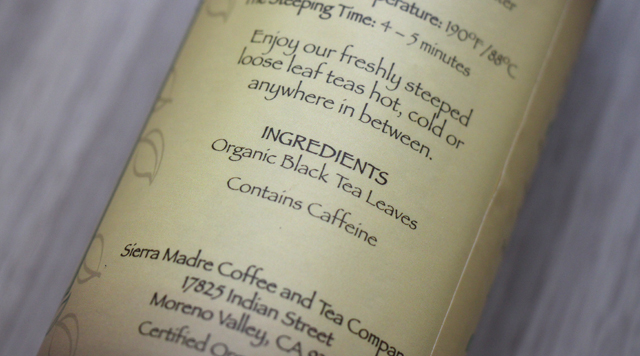 190°F/88°C
Steeping Time: 4 – 5 minutes
Enjoy our freshly steeped
loose leaf teas hot, cold or
anywhere in between.
INGREDIENTS
Organic Black Tea Leaves
Contains Caffeine
Sierra Madre Coffee and Tea
17825 Indian Street
Moreno Valley, CA
Certified